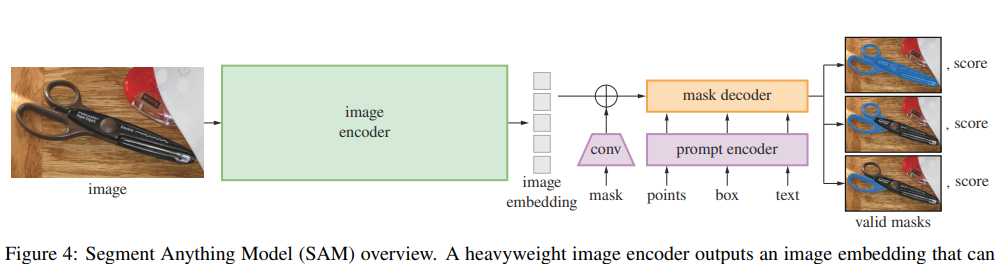 image
encoder
mask decoder
, score
conv
prompt encoder
, score
image
image
embedding
mask
points
box
text
, score
valid masks
Figure 4: Segment Anything Model (SAM) overview. A heavyweight image encoder outputs an image embedding that can